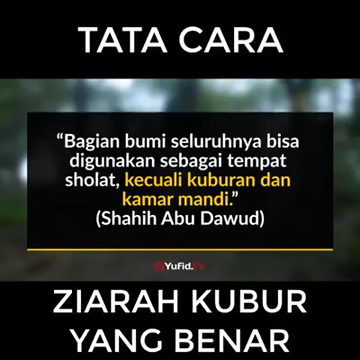 TATA CARA
“Bagian bumi seluruhnya bisa
digunakan sebagai tempat
sholat, kecuali kuburan dan
kamar mandi.”
(Shahih Abu Dawud)
Yufid.TV
ZIARAH KUBUR
YANG BENAR